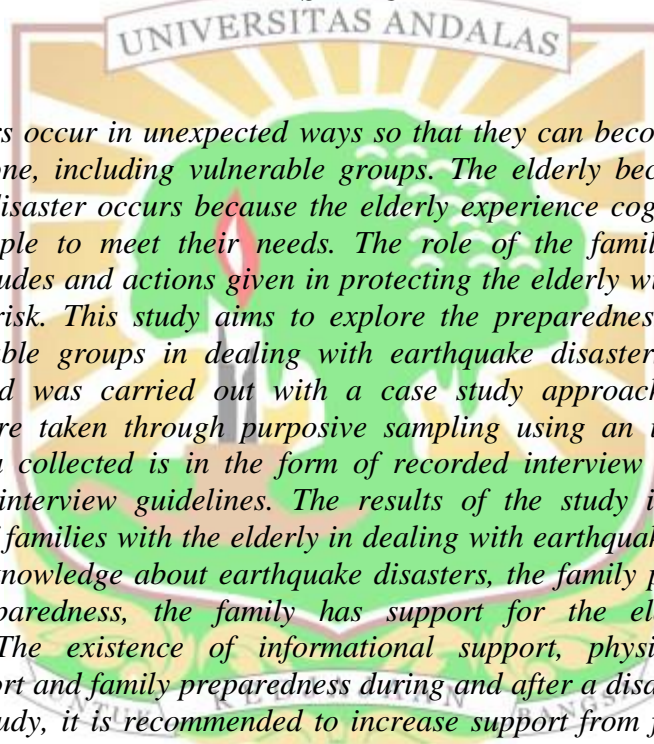 UNIVERSITAS ANDALAS
rs occur in unexpected ways so that they can beco
one, including vulnerable groups. The elderly bec
disaster occurs because the elderly experience cog
ple to meet their needs. The role of the famil
udes and actions given in protecting the elderly wi
risk. This study aims to explore the preparednes
ble groups in dealing with earthquake disaster
d was carried out with a case study approach
re taken through purposive sampling using an i
a collected is in the form of recorded interview
interview guidelines. The results of the study i
f families with the elderly in dealing with earthquak
knowledge about earthquake disasters, the family p
paredness, the family has support for the el
The existence of informational support, physi
ort and family preparedness during and after a disa
tudy, it is recommended to increase support from f